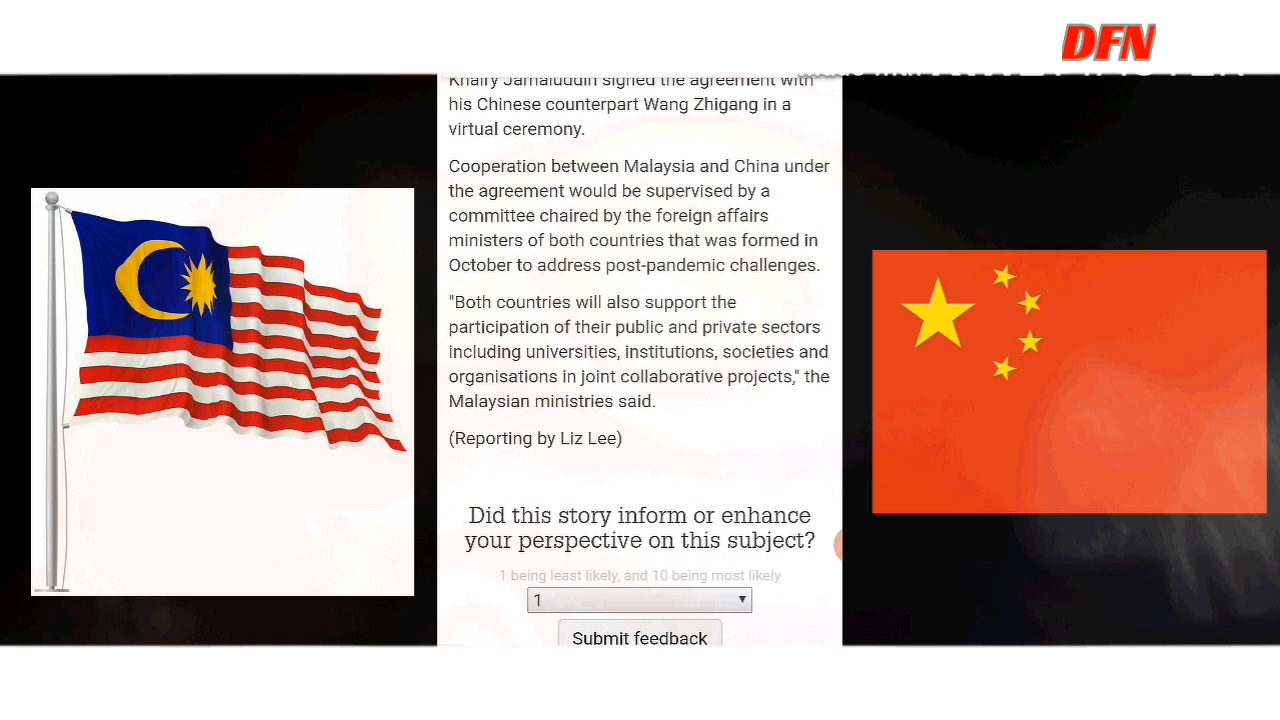 DFN
Khairy Jamaluddin signed the agreement with
his Chinese counterpart Wang Zhigang in a
virtual ceremony.
Cooperation between Malaysia and China under
the agreement would be supervised by a
committee chaired by the foreign affairs
ministers of both countries that was formed in
October to address post-pandemic challenges.
"Both countries will also support the
participation of their public and private sectors
including universities, institutions, societies and
organisations in joint collaborative projects," the
Malaysian ministries said.
(Reporting by Liz Lee)
Did this story inform or enhance
your perspective on this subject?
1 being least likely, and 10 being most likely
1
Submit feedback